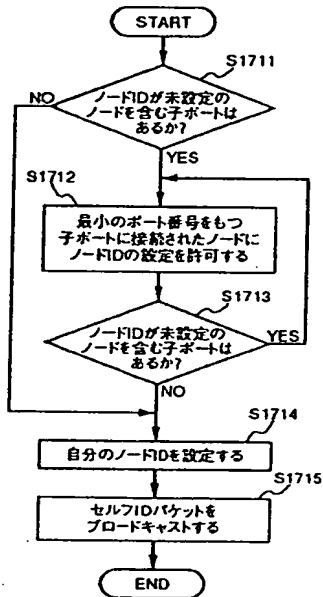 START
S1711
ノードIDが未設定の
ノードを含む子ポートは
あるか?
NO
YES
S1712
最小のポート番号をもつ
子ポートに接続されたノードに
ノードIDの設定を許可する
S1713
ノードIDが未設定の
ノードを含む子ポートは
あるか?
YES
NO
S1714
自分のノードIDを設定する
S1715
セルフIDパケットを
ブロードキャストする
END